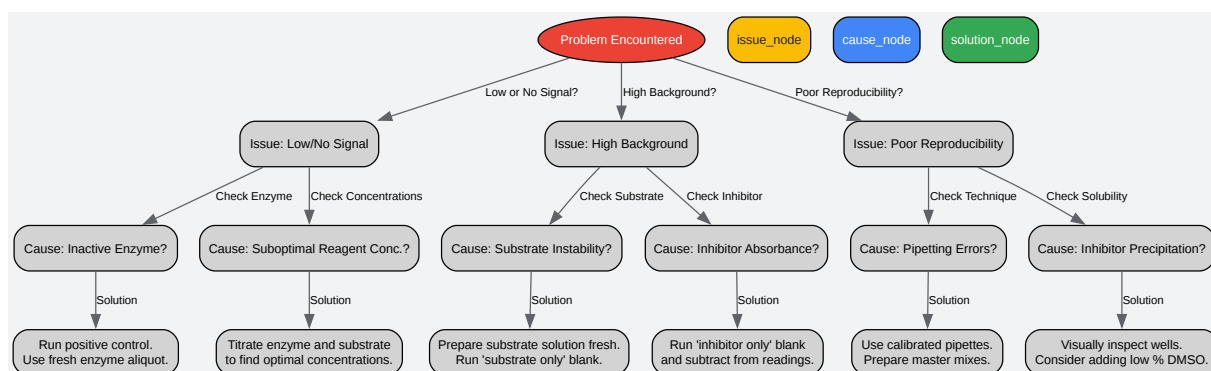 Problem Encountered
issue_node
cause_node
solution_node
Low or No Signal?
High Background?
Poor Reproducibility?
Issue: Low/No Signal
Issue: High Background
Issue: Poor Reproducibility
Check Enzyme
Check Concentrations
Check Substrate
Check Inhibitor
Check Technique
Check Solubility
Cause: Inactive Enzyme?
Cause: Suboptimal Reagent Conc.?
Cause: Substrate Instability?
Cause: Inhibitor Absorbance?
Cause: Pipetting Errors?
Cause: Inhibitor Precipitation?
Solution
Solution
Solution
Solution
Solution
Solution
Run positive control.
Use fresh enzyme aliquot.
Titrate enzyme and substrate
to find optimal concentrations.
Prepare substrate solution fresh.
Run 'substrate only' blank.
Run 'inhibitor only' blank
and subtract from readings.
Use calibrated pipettes.
Prepare master mixes.
Visually inspect wells.
Consider adding low % DMSO.